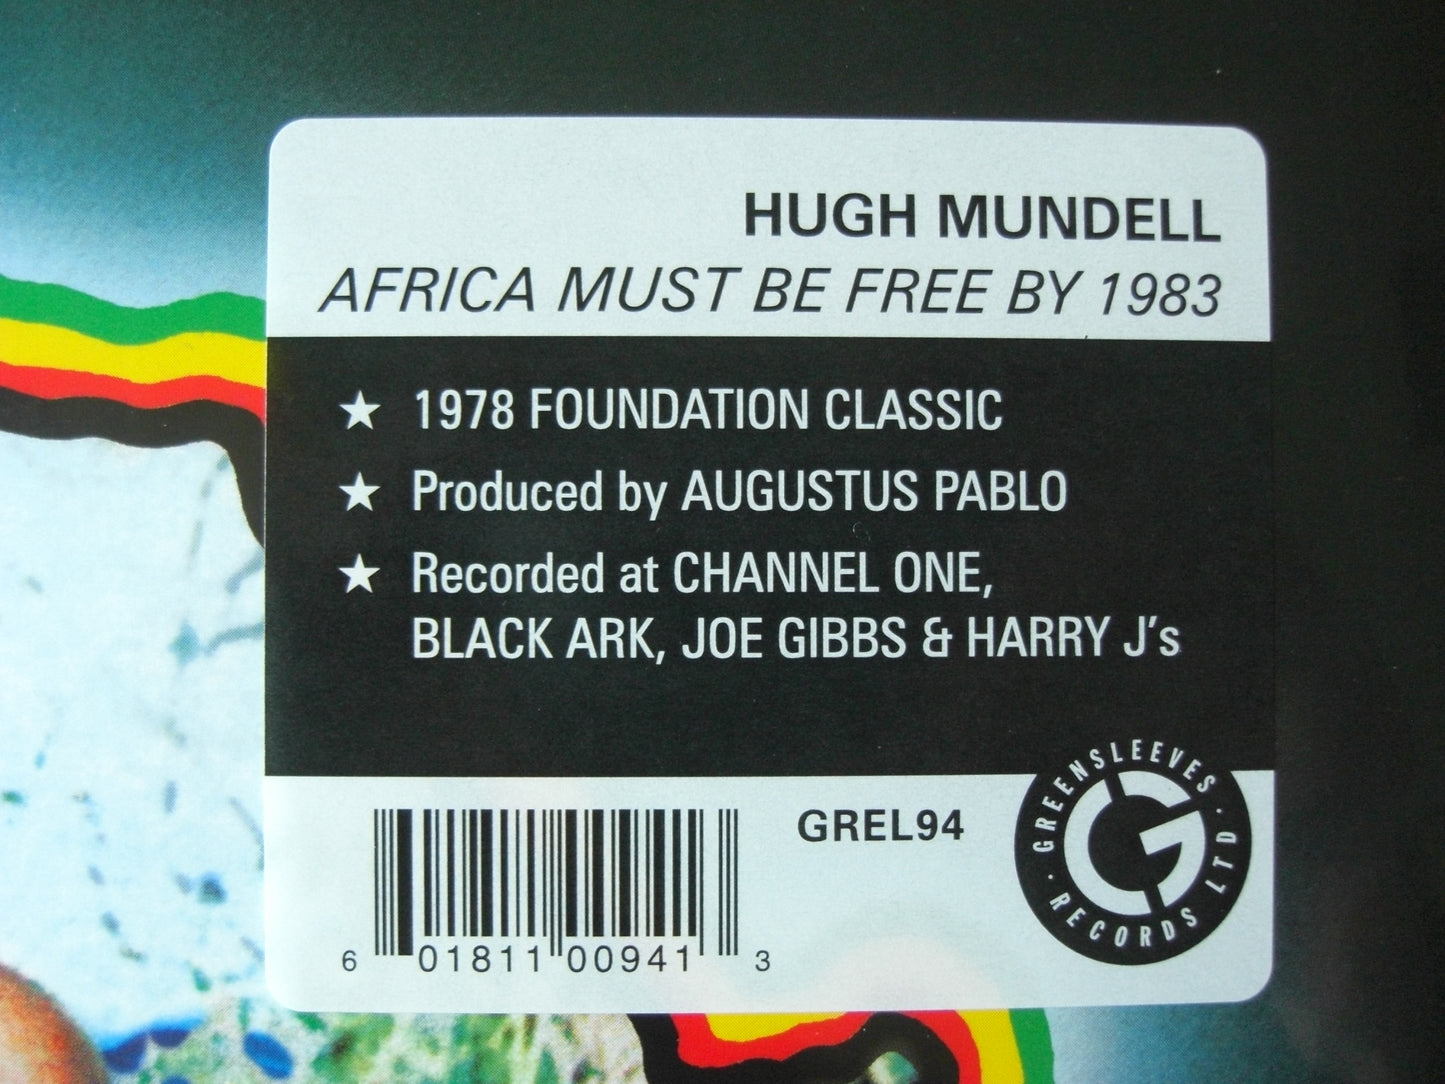 HUGH MUNDELL
AFRICA MUST BE FREE BY 1983
★ 1978 FOUNDATION CLASSIC
★ Produced by AUGUSTUS PABLO
★ Recorded at CHANNEL ONE,
BLACK ARK, JOE GIBBS & HARRY J's
GREL94
GREENSLEEVES · RECORDS LTD ·
6 01811 00941 3